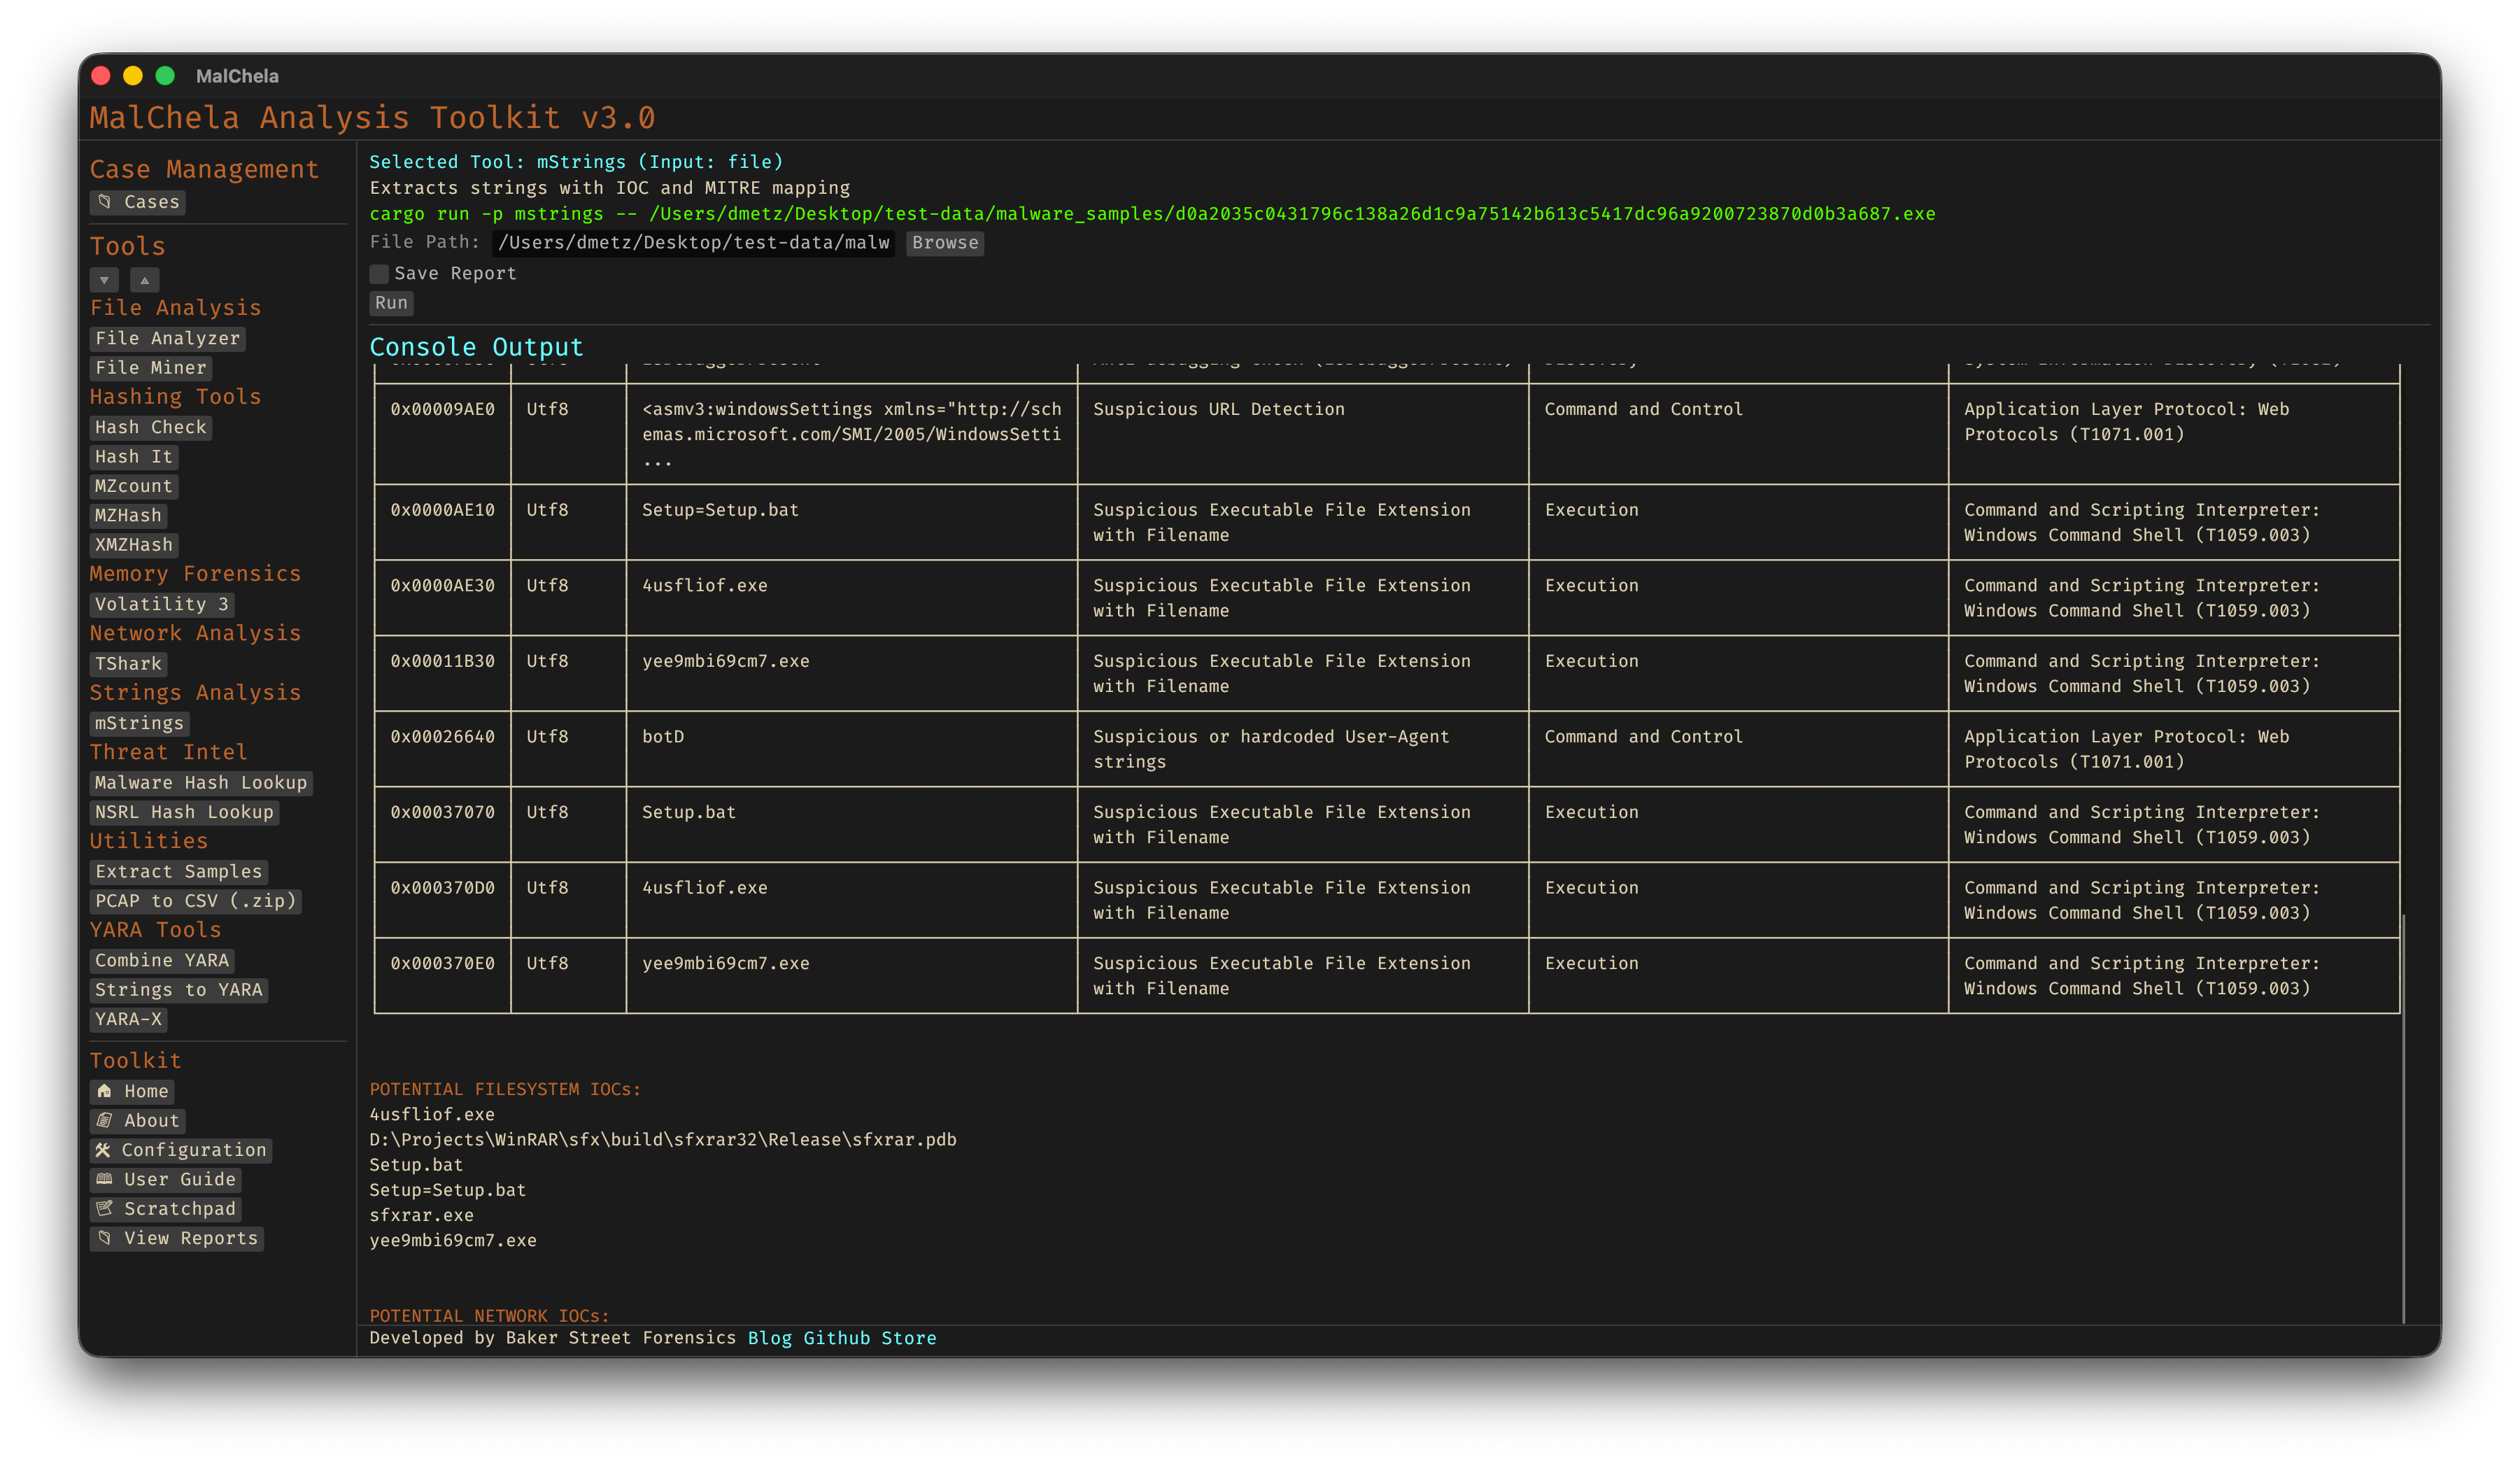 MalChela
MalChela Analysis Toolkit v3.0
Case Management
Cases
Tools
File Analysis
File Analyzer
File Miner
Hashing Tools
Hash Check
Hash It
MZcount
MZHash
XMZHash
Memory Forensics
Volatility 3
Network Analysis
TShark
Strings Analysis
mStrings
Threat Intel
Malware Hash Lookup
NSRL Hash Lookup
Utilities
Extract Samples
PCAP to CSV (.zip)
YARA Tools
Combine YARA
Strings to YARA
YARA-X
Toolkit
Home
About
Configuration
User Guide
Scratchpad
View Reports
Selected Tool: mStrings (Input: file)
Extracts strings with IOC and MITRE mapping
cargo run -p mstrings -- /Users/dmetz/Desktop/test-data/malware_samples/d0a2035c0431796c138a26d1c9a75142b613c5417dc96a9200723870d0b3a687.exe
File Path: /Users/dmetz/Desktop/test-data/malw Browse
Save Report
Run
Console Output
0x00009AE0 Utf8 <asmv3:windowsSettings xmlns="http://sch Suspicious URL Detection Command and Control Application Layer Protocol: Web
emas.microsoft.com/SMI/2005/WindowsSetti Protocols (T1071.001)
...
0x0000AE10 Utf8 Setup=Setup.bat Suspicious Executable File Extension Execution Command and Scripting Interpreter:
with Filename Windows Command Shell (T1059.003)
0x0000AE30 Utf8 4usfliof.exe Suspicious Executable File Extension Execution Command and Scripting Interpreter:
with Filename Windows Command Shell (T1059.003)
0x00011B30 Utf8 yee9mbi69cm7.exe Suspicious Executable File Extension Execution Command and Scripting Interpreter:
with Filename Windows Command Shell (T1059.003)
0x00026640 Utf8 botD Suspicious or hardcoded User-Agent Command and Control Application Layer Protocol: Web
strings Protocols (T1071.001)
0x00037070 Utf8 Setup.bat Suspicious Executable File Extension Execution Command and Scripting Interpreter:
with Filename Windows Command Shell (T1059.003)
0x000370D0 Utf8 4usfliof.exe Suspicious Executable File Extension Execution Command and Scripting Interpreter:
with Filename Windows Command Shell (T1059.003)
0x000370E0 Utf8 yee9mbi69cm7.exe Suspicious Executable File Extension Execution Command and Scripting Interpreter:
with Filename Windows Command Shell (T1059.003)
POTENTIAL FILESYSTEM IOCs:
4usfliof.exe
D:\Projects\WinRAR\sfx\build\sfxrar32\Release\sfxrar.pdb
Setup.bat
Setup=Setup.bat
sfxrar.exe
yee9mbi69cm7.exe
POTENTIAL NETWORK IOCs:
Developed by Baker Street Forensics Blog Github Store